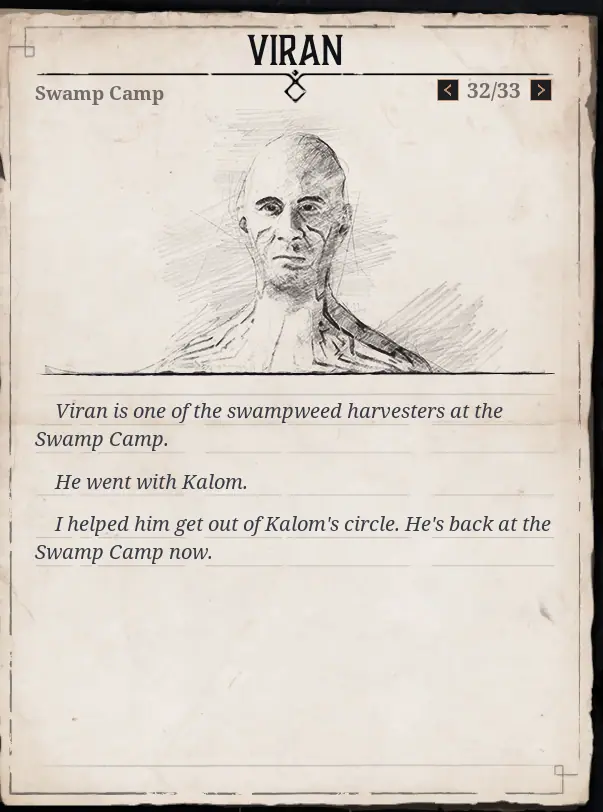 VIRAN
Swamp Camp
< 32/33 >
Viran is one of the swampweed harvesters at the
Swamp Camp.
He went with Kalom.
I helped him get out of Kalom's circle. He's back at the
Swamp Camp now.